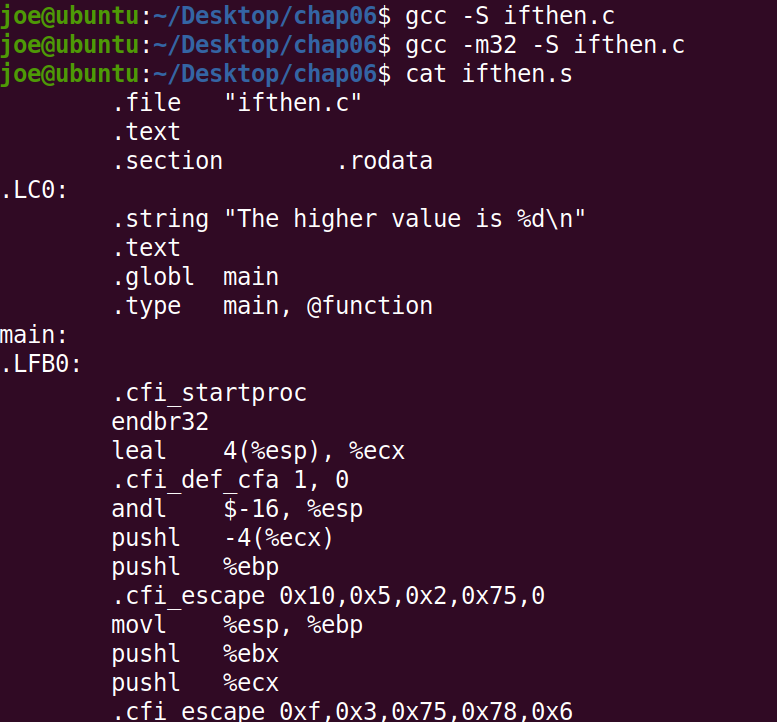 joe@ubuntu:~/Desktop/chap06$ gcc -S ifthen.c
joe@ubuntu:~/Desktop/chap06$ gcc -m32 -S ifthen.c
joe@ubuntu:~/Desktop/chap06$ cat ifthen.s
        .file   "ifthen.c"
        .text
        .section        .rodata
.LC0:
        .string "The higher value is %d\n"
        .text
        .globl  main
        .type   main, @function
main:
.LFB0:
        .cfi_startproc
        endbr32
        leal    4(%esp), %ecx
        .cfi_def_cfa 1, 0
        andl    $-16, %esp
        pushl   -4(%ecx)
        pushl   %ebp
        .cfi_escape 0x10,0x5,0x2,0x75,0
        movl    %esp, %ebp
        pushl   %ebx
        pushl   %ecx
        .cfi_escape 0xf,0x3,0x75,0x78,0x6